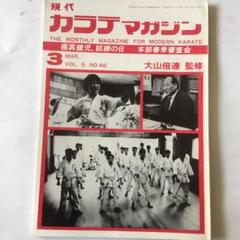 現代
カラテマガジン
THE MONTHLY MAGAZINE FOR MODERN KARATE
極真健児、試練の日 本部春季審査会
3 MAR.
VOL. 5 NO.46
大山倍達 監修